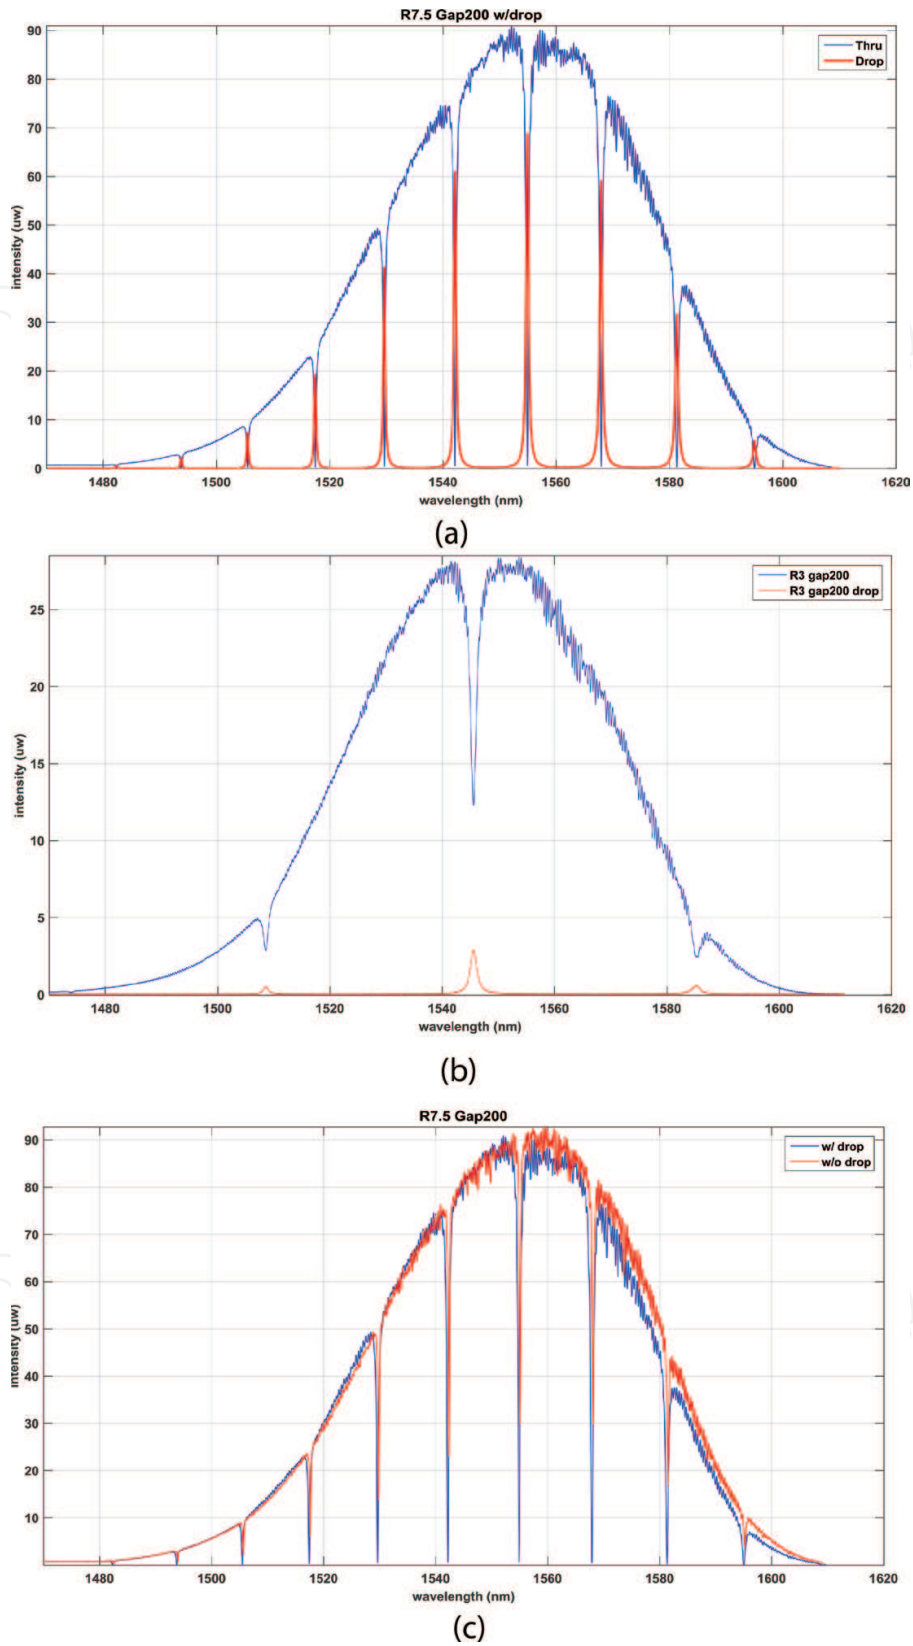 R7.5 Gap200 w/drop
90
80
70
60
50
40
30
20
10
0
intensity (uw)
Thru
Drop
1480 1500 1520 1540 1560 1580 1600 1620
wavelength (nm)
(a)
25
20
15
10
5
0
intensity (uw)
R3 gap200
R3 gap200 drop
1480 1500 1520 1540 1560 1580 1600 1620
wavelength (nm)
(b)
R7.5 Gap200
90
80
70
60
50
40
30
20
10
intensity (uw)
w/ drop
w/o drop
1480 1500 1520 1540 1560 1580 1600 1620
wavelength (nm)
(c)